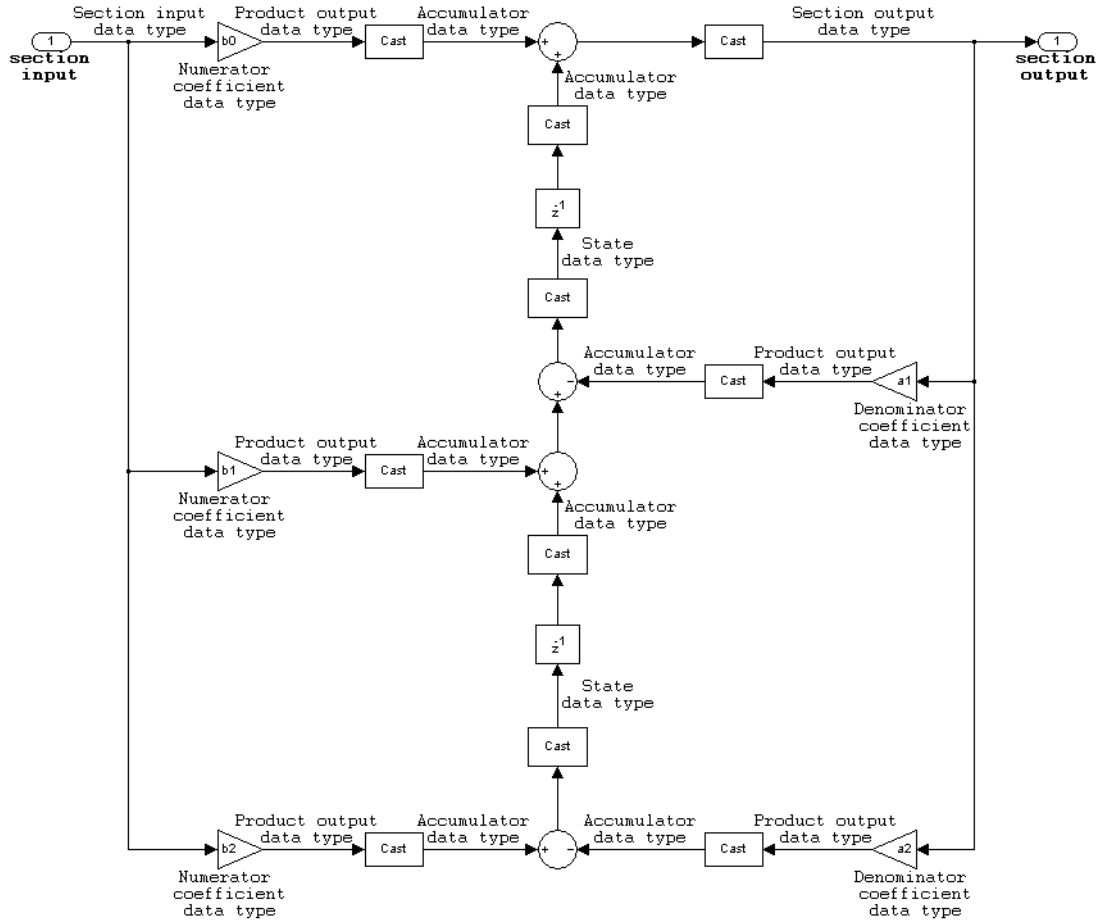 Section input
data type
Product output
data type
Accumulator
data type
Section output
data type
1
section
input
b0
Cast
+
+
Cast
1
section
output
Numerator
coefficient
data type
Accumulator
data type
Cast
z-1
State
data type
Cast
Accumulator
data type
Product output
data type
+
-
Cast
a1
Denominator
coefficient
data type
Product output
data type
Accumulator
data type
b1
Cast
+
+
Numerator
coefficient
data type
Accumulator
data type
Cast
z-1
State
data type
Cast
Product output
data type
Accumulator
data type
Accumulator
data type
Product output
data type
b2
Cast
+
-
Cast
a2
Numerator
coefficient
data type
Denominator
coefficient
data type